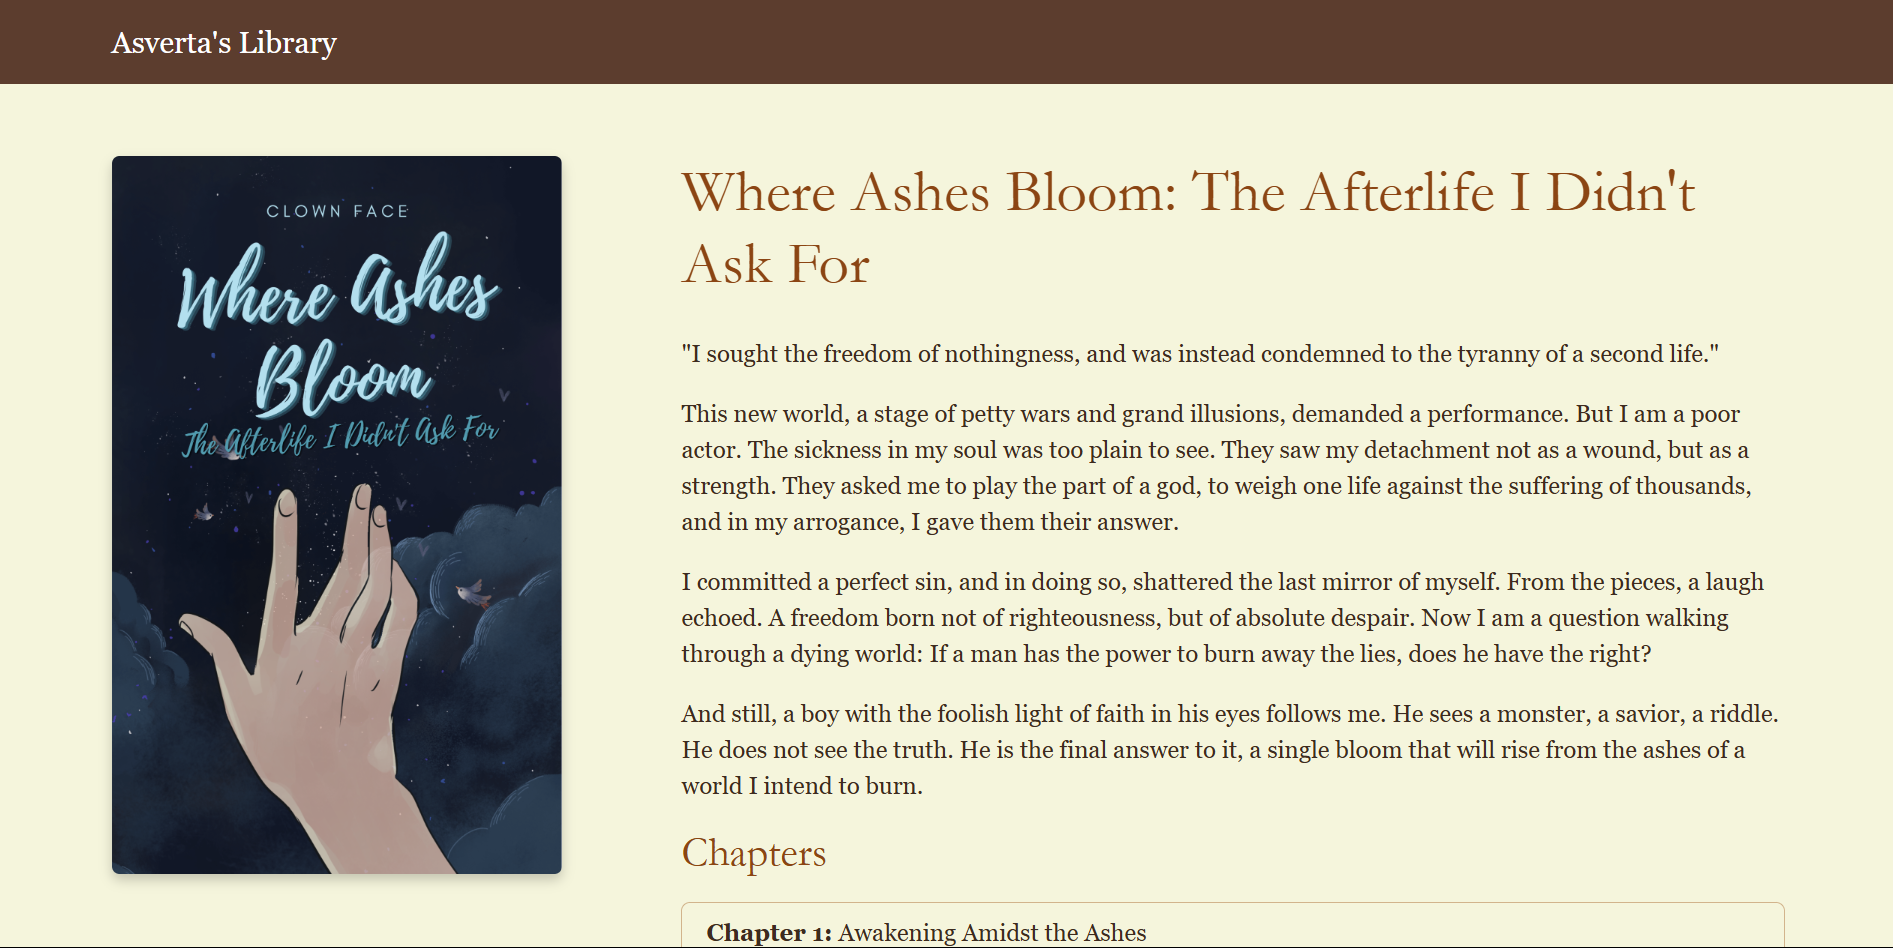 Asverta's Library
CLOWN FACE
Where Ashes
Bloom
The Afterlife I Didn't Ask For
Where Ashes Bloom: The Afterlife I Didn't
Ask For
"I sought the freedom of nothingness, and was instead condemned to the tyranny of a second life."
This new world, a stage of petty wars and grand illusions, demanded a performance. But I am a poor
actor. The sickness in my soul was too plain to see. They saw my detachment not as a wound, but as a
strength. They asked me to play the part of a god, to weigh one life against the suffering of thousands,
and in my arrogance, I gave them their answer.
I committed a perfect sin, and in doing so, shattered the last mirror of myself. From the pieces, a laugh
echoed. A freedom born not of righteousness, but of absolute despair. Now I am a question walking
through a dying world: If a man has the power to burn away the lies, does he have the right?
And still, a boy with the foolish light of faith in his eyes follows me. He sees a monster, a savior, a riddle.
He does not see the truth. He is the final answer to it, a single bloom that will rise from the ashes of a
world I intend to burn.
Chapters
Chapter 1: Awakening Amidst the Ashes